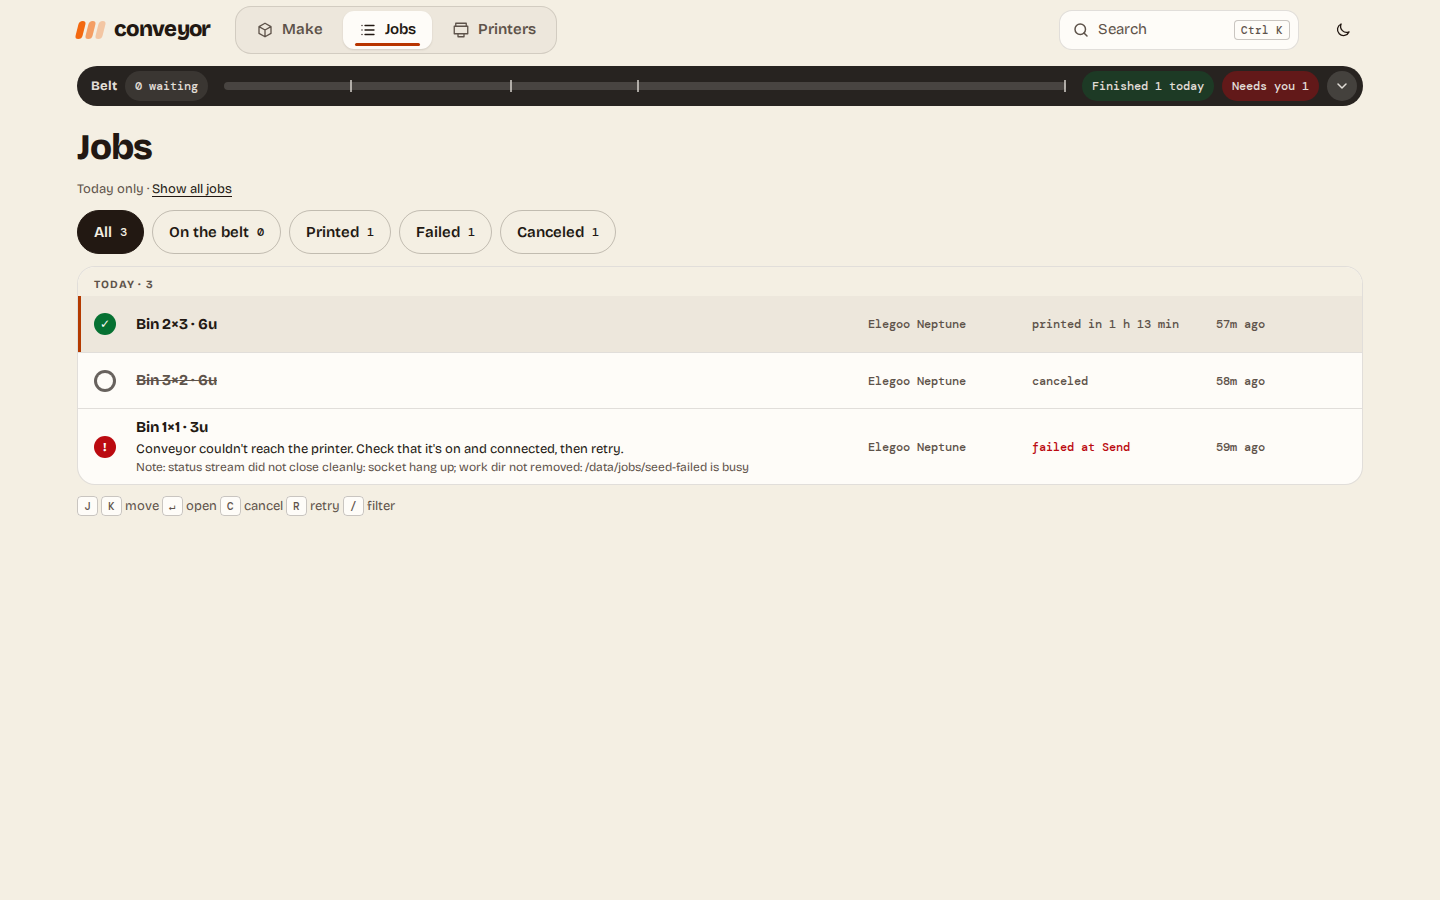 conveyor
Make
Jobs
Printers
Search
Ctrl K
Belt
0 waiting
Finished 1 today
Needs you 1
Jobs
Today only · Show all jobs
All 3
On the belt 0
Printed 1
Failed 1
Canceled 1
TODAY · 3
✓ Bin 2×3 · 6u Elegoo Neptune printed in 1 h 13 min 57m ago
Bin 3×2 · 6u Elegoo Neptune canceled 58m ago
Bin 1×1 · 3u
Conveyor couldn't reach the printer. Check that it's on and connected, then retry.
! Elegoo Neptune failed at Send 59m ago
Note: status stream did not close cleanly: socket hang up; work dir not removed: /data/jobs/seed-failed is busy
J K move ↵ open C cancel R retry / filter